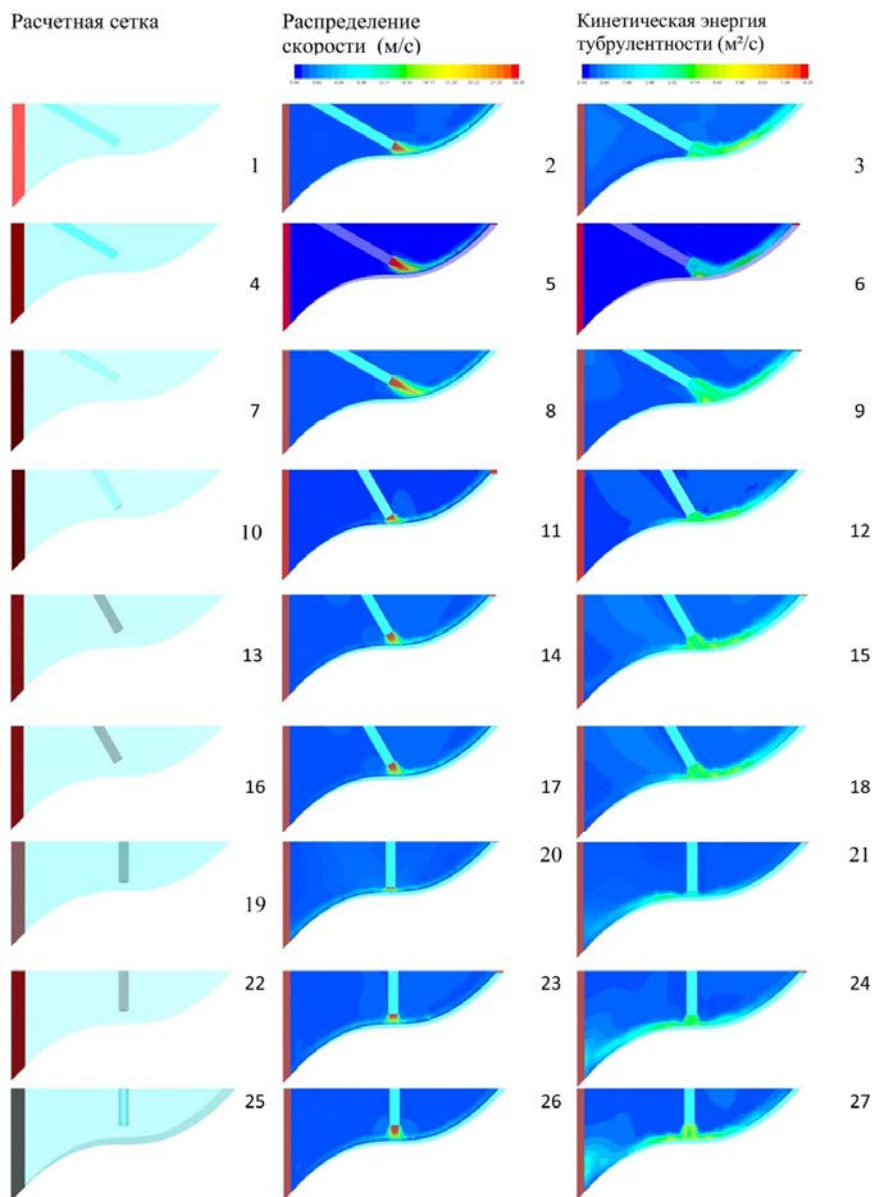 Расчетная сетка
Распределение
скорости (м/с)
Кинетическая энергия
тубрулентности (м²/с)
1 2 3
4 5 6
7 8 9
10 11 12
13 14 15
16 17 18
19 20 21
22 23 24
25 26 27